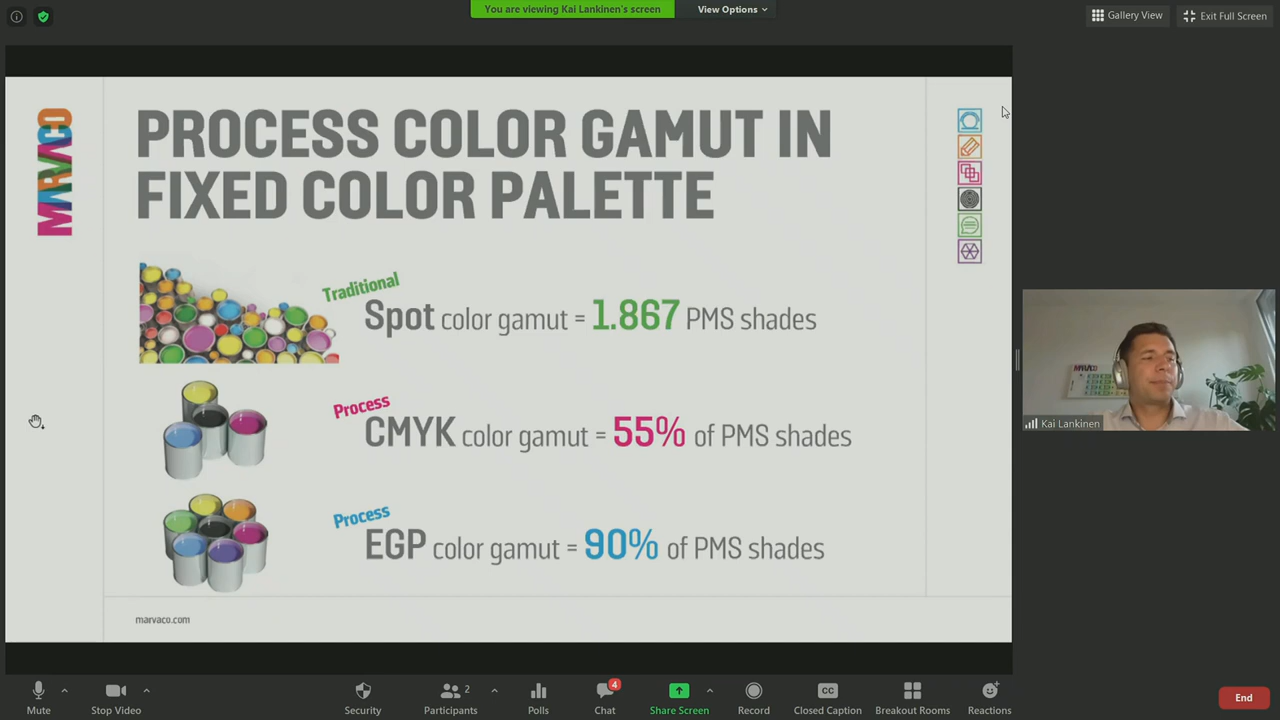 You are viewing Kai Lankinen's screen
View Options
Gallery View
Exit Full Screen
MARVACO
PROCESS COLOR GAMUT IN
FIXED COLOR PALETTE
Traditional
Spot color gamut = 1.867 PMS shades
Process
CMYK color gamut = 55% of PMS shades
Process
EGP color gamut = 90% of PMS shades
marvaco.com
MARVACO
Kai Lankinen
Mute
Stop Video
Security
Participants
2
Polls
Chat
4
Share Screen
Record
CC
Closed Caption
Breakout Rooms
Reactions
End